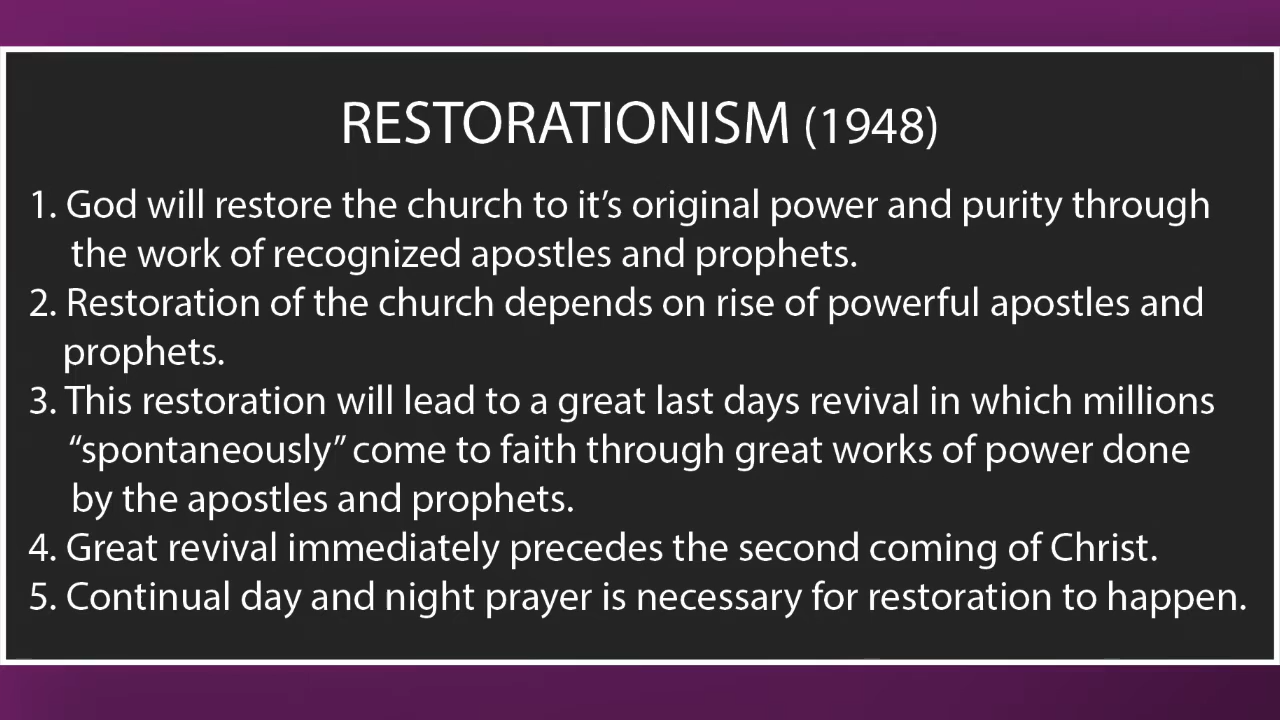 RESTORATIONISM (1948)
1. God will restore the church to it’s original power and purity through
the work of recognized apostles and prophets.
2. Restoration of the church depends on rise of powerful apostles and
prophets.
3. This restoration will lead to a great last days revival in which millions
“spontaneously” come to faith through great works of power done
by the apostles and prophets.
4. Great revival immediately precedes the second coming of Christ.
5. Continual day and night prayer is necessary for restoration to happen.